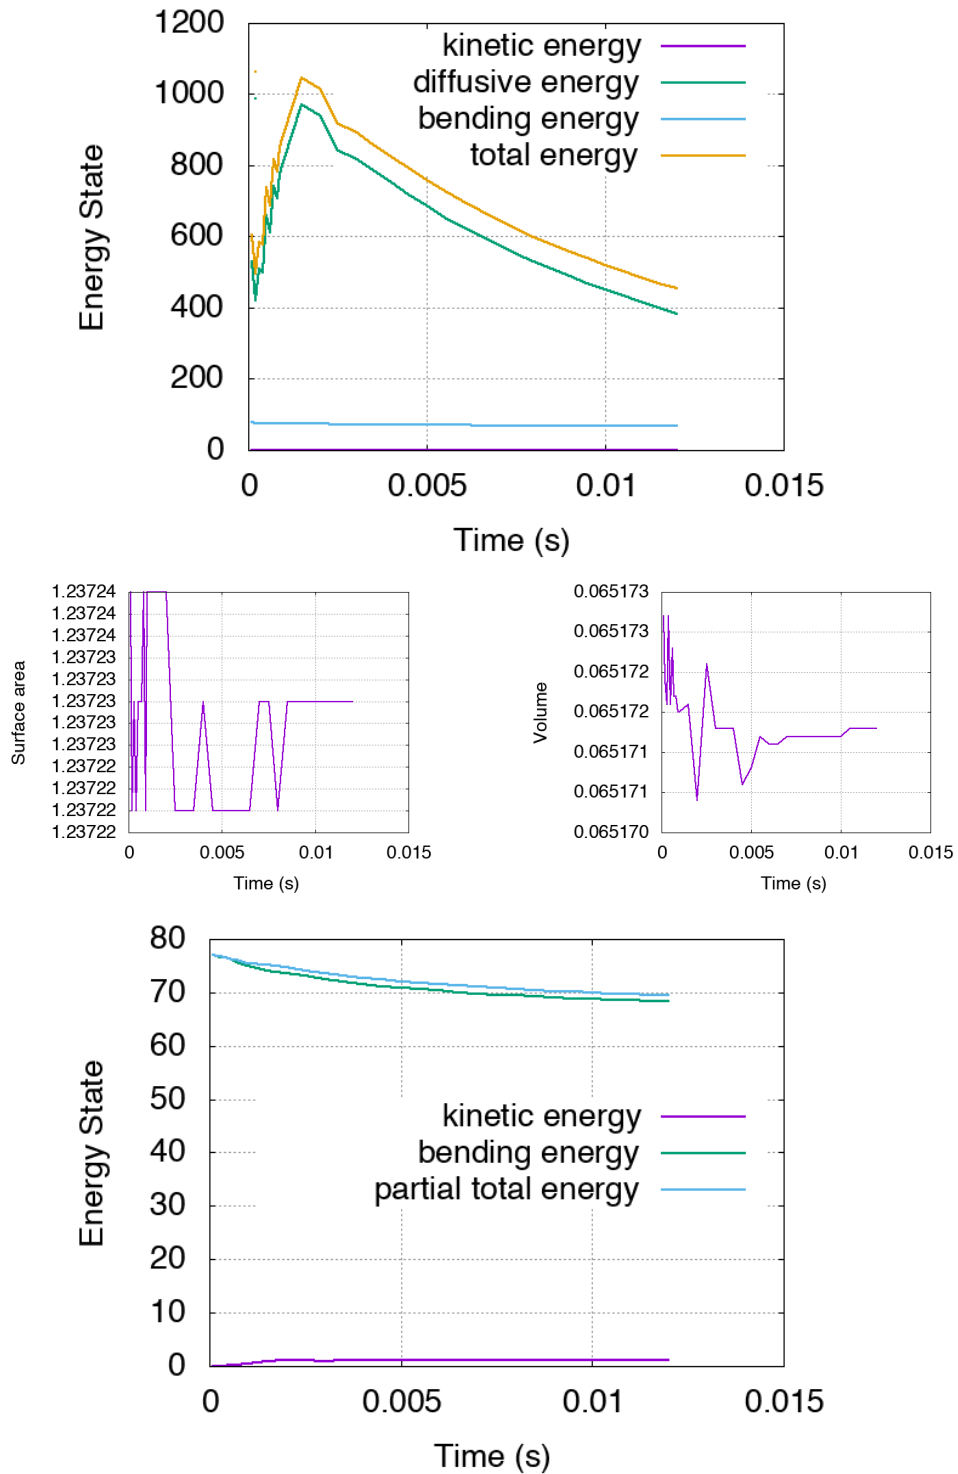 1200
1000
800
600
400
200
0
Energy State
kinetic energy
diffusive energy
bending energy
total energy
0 0.005 0.01 0.015
Time (s)
1.23724
1.23724
1.23724
1.23723
1.23723
1.23723
1.23723
1.23723
1.23722
1.23722
1.23722
1.23722
Surface area
0 0.005 0.01 0.015
Time (s)
0.065173
0.065173
0.065172
0.065172
0.065171
0.065171
0.065170
Volume
0 0.005 0.01 0.015
Time (s)
80
70
60
50
40
30
20
10
0
Energy State
kinetic energy
bending energy
partial total energy
0 0.005 0.01 0.015
Time (s)